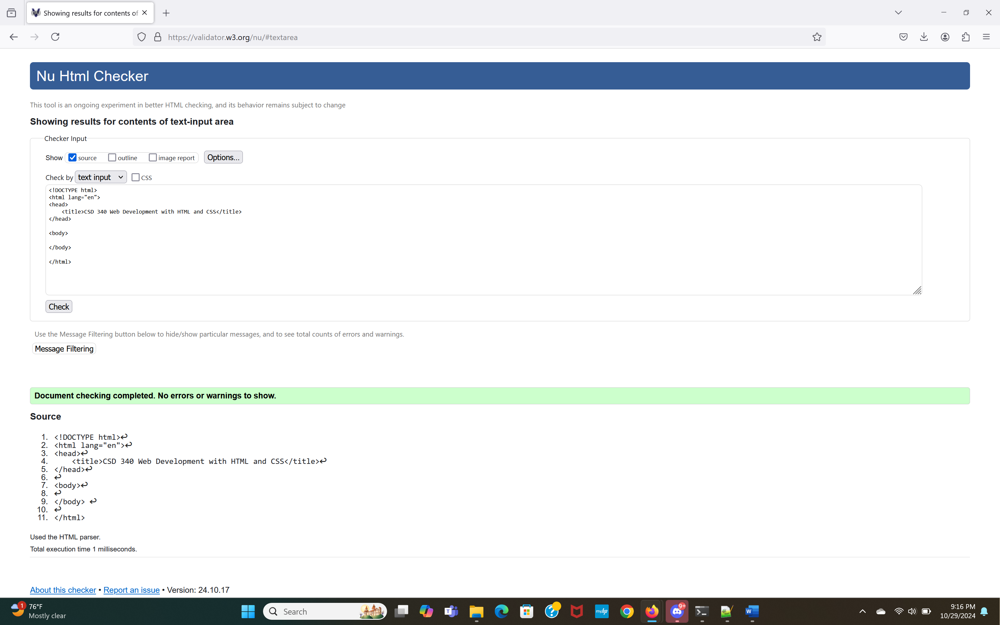 Showing results for contents of
https://validator.w3.org/nu/#textarea
Nu Html Checker
This tool is an ongoing experiment in better HTML checking, and its behavior remains subject to change
Showing results for contents of text-input area
Checker Input
Show source outline image report Options...
Check by text input CSS
<!DOCTYPE html>
<html lang="en">
<head>
    <title>CSD 340 Web Development with HTML and CSS</title>
</head>
<body>
</body>
</html>
Check
Use the Message Filtering button below to hide/show particular messages, and to see total counts of errors and warnings.
Message Filtering
Document checking completed. No errors or warnings to show.
Source
1. <!DOCTYPE html>↩
2. <html lang="en">↩
3. <head>↩
4.     <title>CSD 340 Web Development with HTML and CSS</title>↩
5. </head>↩
6. ↩
7. <body>↩
8. ↩
9. </body> ↩
10. ↩
11. </html>
Used the HTML parser.
Total execution time 1 milliseconds.
About this checker • Report an issue • Version: 24.10.17
1
76°F
Mostly clear
Search
T
?
myhp
9+
W
9:16 PM
10/29/2024